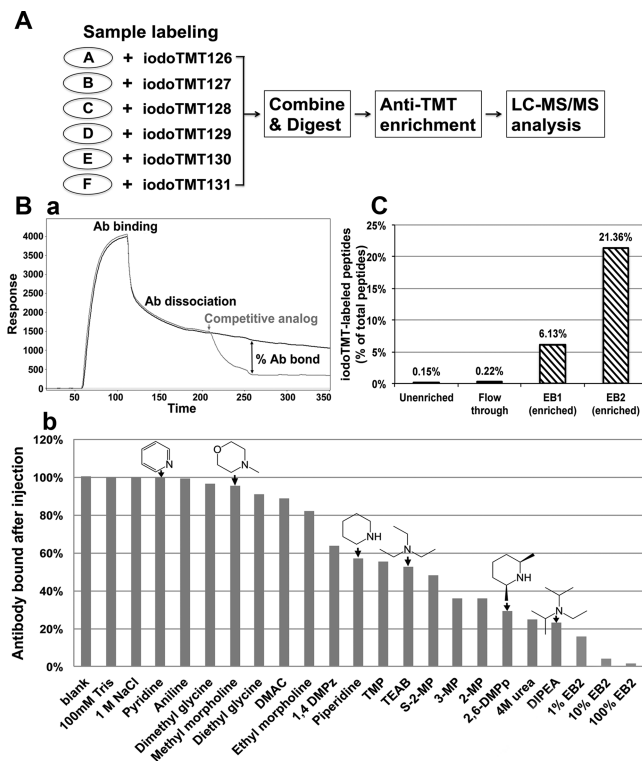 A
Sample labeling
A + iodoTMT126
B + iodoTMT127
C + iodoTMT128
D + iodoTMT129
E + iodoTMT130
F + iodoTMT131
Combine
& Digest
Anti-TMT
enrichment
LC-MS/MS
analysis
B a
Response
4000
3500
3000
2500
2000
1500
1000
500
0
Ab binding
Ab dissociation
Competitive analog
% Ab bond
50 100 150 200 250 300 350
Time
C
iodoTMT-labeled peptides
(% of total peptides)
25%
20%
15%
10%
5%
0%
0.15%
0.22%
6.13%
21.36%
Unenriched
Flow
through
EB1
(enriched)
EB2
(enriched)
b
Antibody bound after injection
120%
100%
80%
60%
40%
20%
0%
N
O
N
NH
N
NH
N
blank
100mM Tris
1 M NaCl
Pyridine
Aniline
Dimethyl glycine
Methyl morpholine
Diethyl glycine
DMAC
Ethyl morpholine
1,4 DMPz
Piperidine
TMP
TEAB
S-2-MP
3-MP
2-MP
2,6-DMPp
4M urea
DIPEA
1% EB2
10% EB2
100% EB2